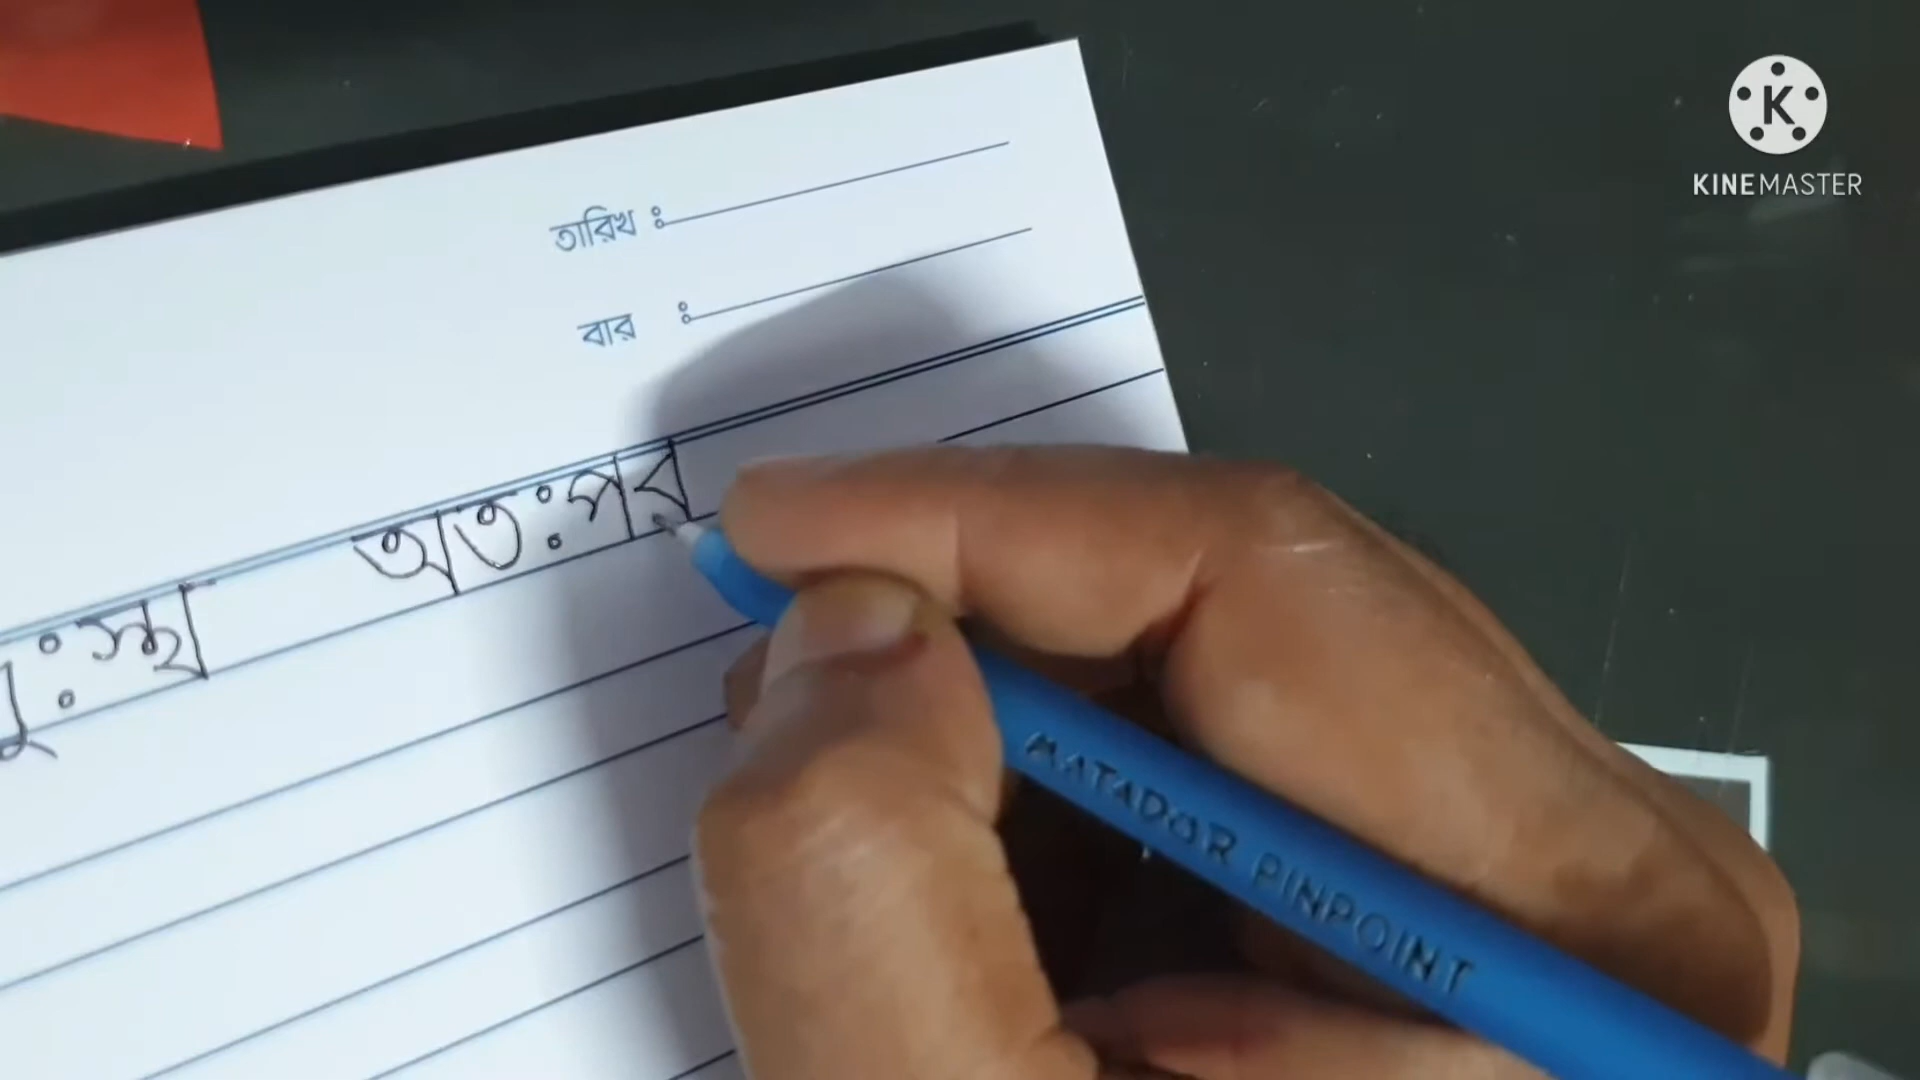 KINEMASTER
তারিখ :
বার :
অতঃপর
MATADOR PINPOINT